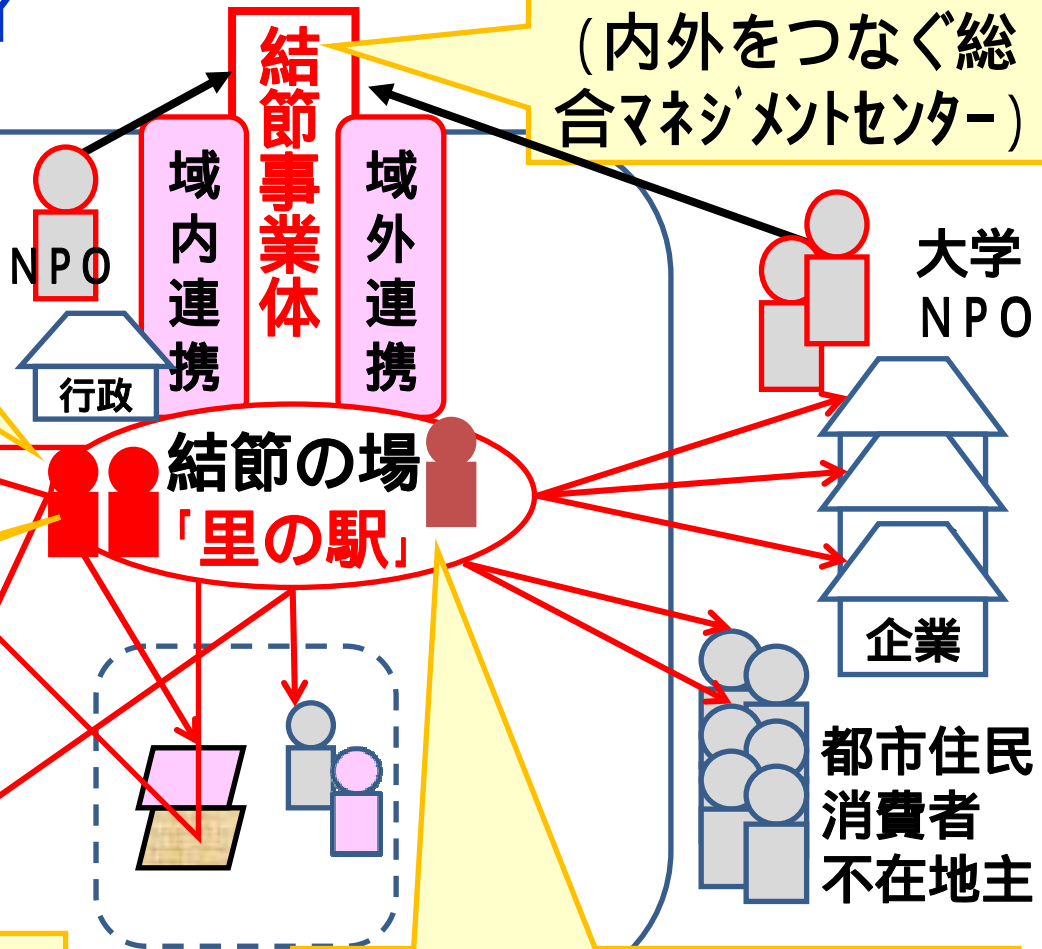 （内外をつなぐ総
合マネジメントセンター）
結節事業体
域内連携
域外連携
ＮＰＯ
行政
大学
ＮＰＯ
結節の場
「里の駅」
企業
都市住民
消費者
不在地主